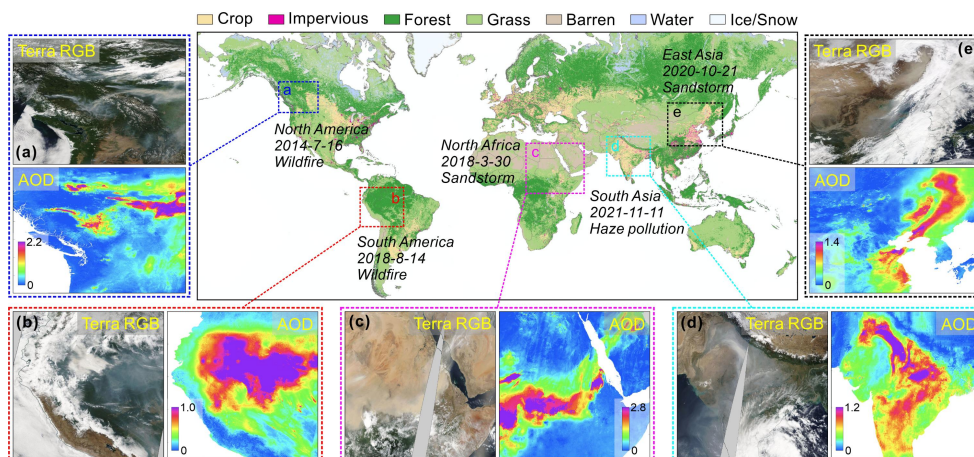 Crop Impervious Forest Grass Barren Water Ice/Snow
Terra RGB
(a)
AOD
2.2
0
a
North America
2014-7-16
Wildfire
b
South America
2018-8-14
Wildfire
North Africa
2018-3-30
Sandstorm
c
d
South Asia
2021-11-11
Haze pollution
East Asia
2020-10-21
Sandstorm
e
Terra RGB
(e)
AOD
1.4
0
(b)
Terra RGB
AOD
1.0
0
(c)
Terra RGB
AOD
2.8
0
(d)
Terra RGB
AOD
1.2
0